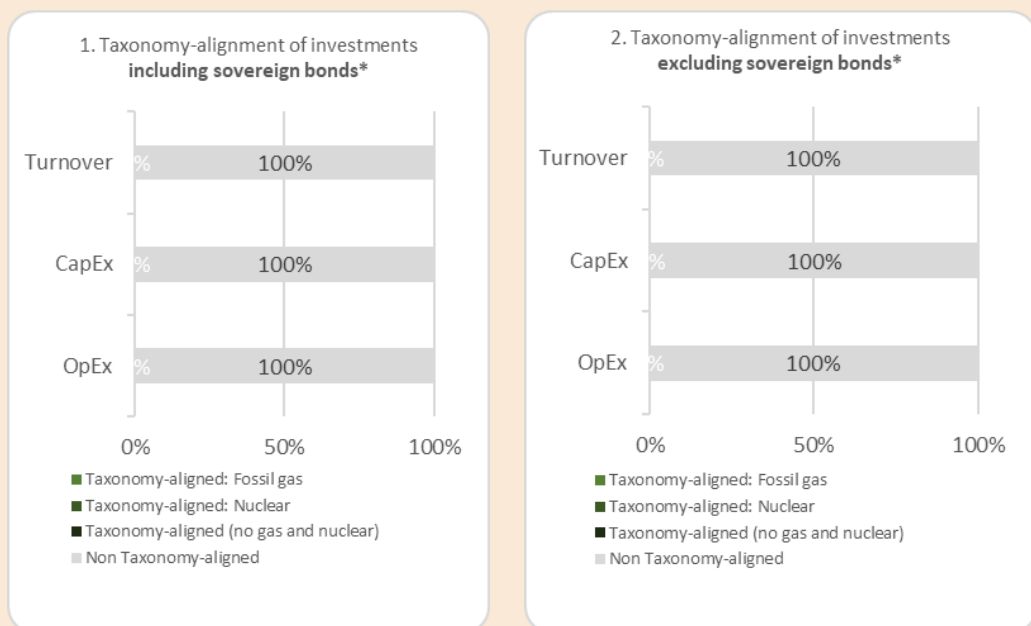 1. Taxonomy-alignment of investments
including sovereign bonds*
Turnover
%
100%
CapEx
%
100%
OpEx
%
100%
0%
50%
100%
Taxonomy-aligned: Fossil gas
Taxonomy-aligned: Nuclear
Taxonomy-aligned (no gas and nuclear)
Non Taxonomy-aligned
2. Taxonomy-alignment of investments
excluding sovereign bonds*
Turnover
%
100%
CapEx
%
100%
OpEx
%
100%
0%
50%
100%
Taxonomy-aligned: Fossil gas
Taxonomy-aligned: Nuclear
Taxonomy-aligned (no gas and nuclear)
Non Taxonomy-aligned